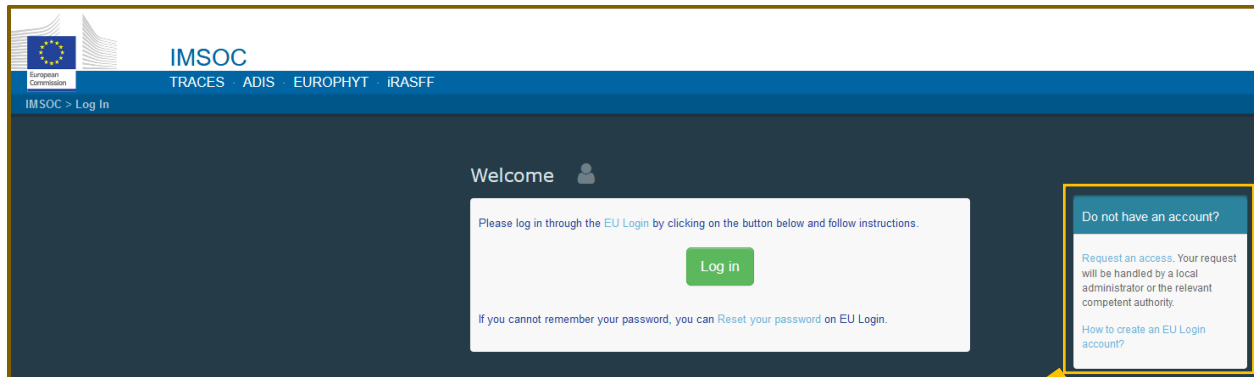 European
Commission
IMSOC
TRACES · ADIS · EUROPHYT · iRASFF
IMSOC > Log In
Welcome
Please log in through the EU Login by clicking on the button below and follow instructions.
Log in
If you cannot remember your password, you can Reset your password on EU Login.
Do not have an account?
Request an access. Your request
will be handled by a local
administrator or the relevant
competent authority.
How to create an EU Login
account?